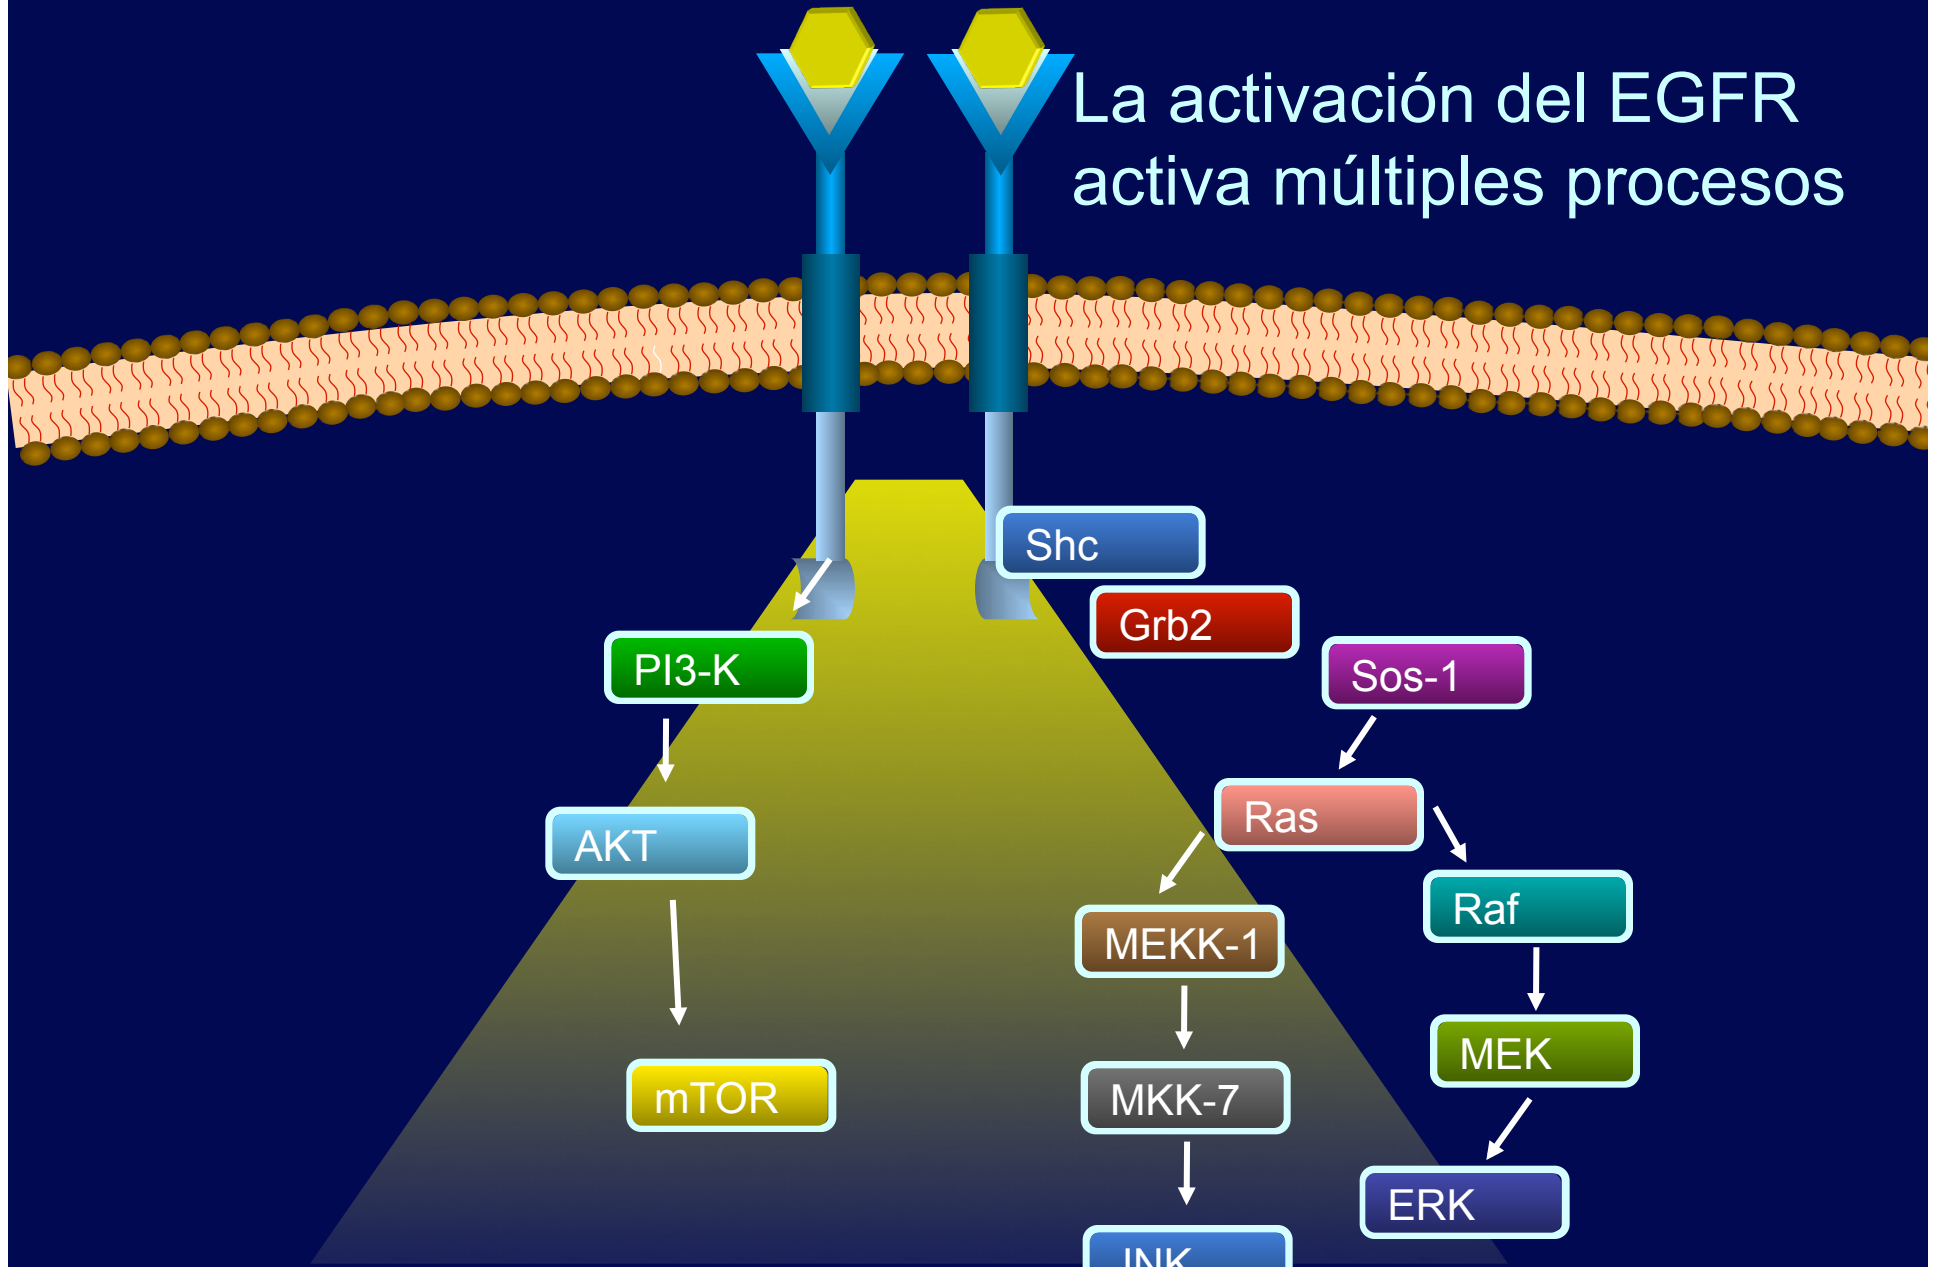 La activación del EGFR
activa múltiples procesos
Shc
Grb2
PI3-K
Sos-1
Ras
AKT
Raf
MEKK-1
MEK
mTOR
MKK-7
ERK
JNK